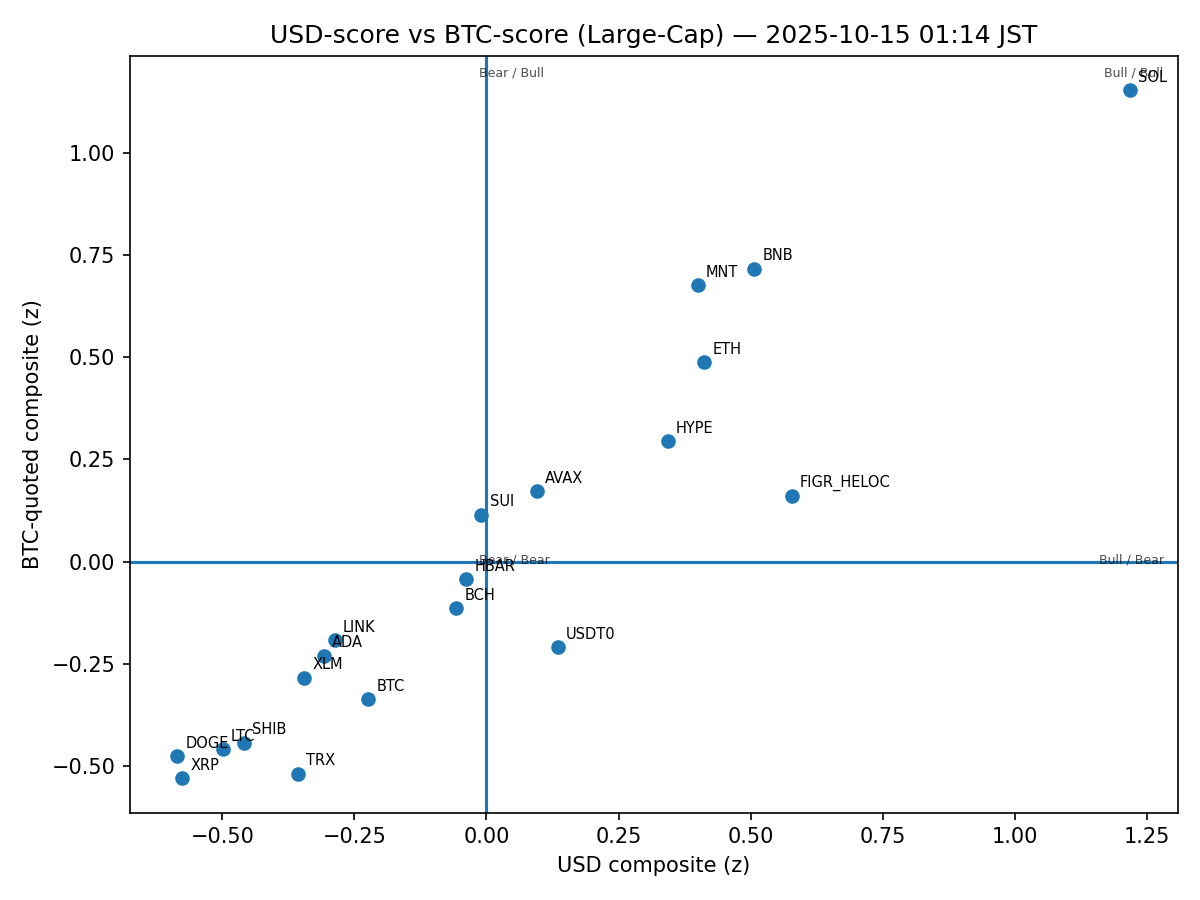 USD-score vs BTC-score (Large-Cap) — 2025-10-15 01:14 JST
Bear / Bull
Bull / Bull
SOL
1.00
0.75
0.50
0.25
0.00
−0.25
−0.50
BTC-quoted composite (z)
BNB
MNT
ETH
HYPE
FIGR_HELOC
AVAX
SUI
Bear / Bear
Bull / Bear
HBAR
BCH
LINK
ADA
USDT0
XLM
BTC
SHIB
LTC
DOGE
TRX
XRP
−0.50
−0.25
0.00
0.25
0.50
0.75
1.00
1.25
USD composite (z)